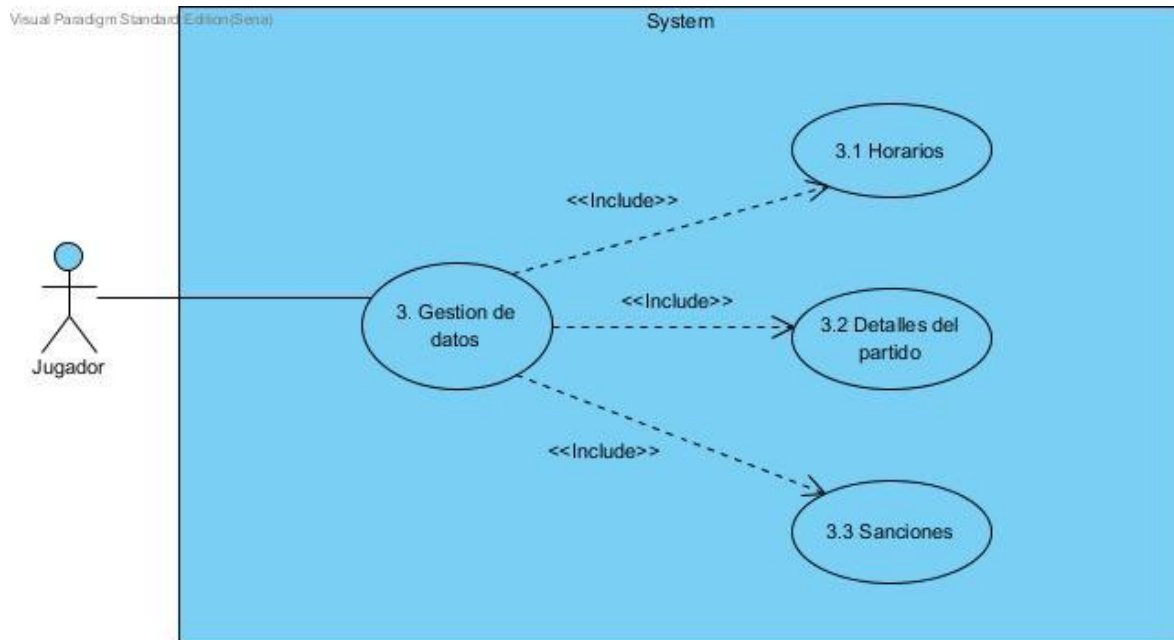 Visual Paradigm Standard Edition(Sena)
System
3.1 Horarios
<<Include>>
3. Gestion de
datos
<<Include>>
3.2 Detalles del
partido
Jugador
<<Include>>
3.3 Sanciones